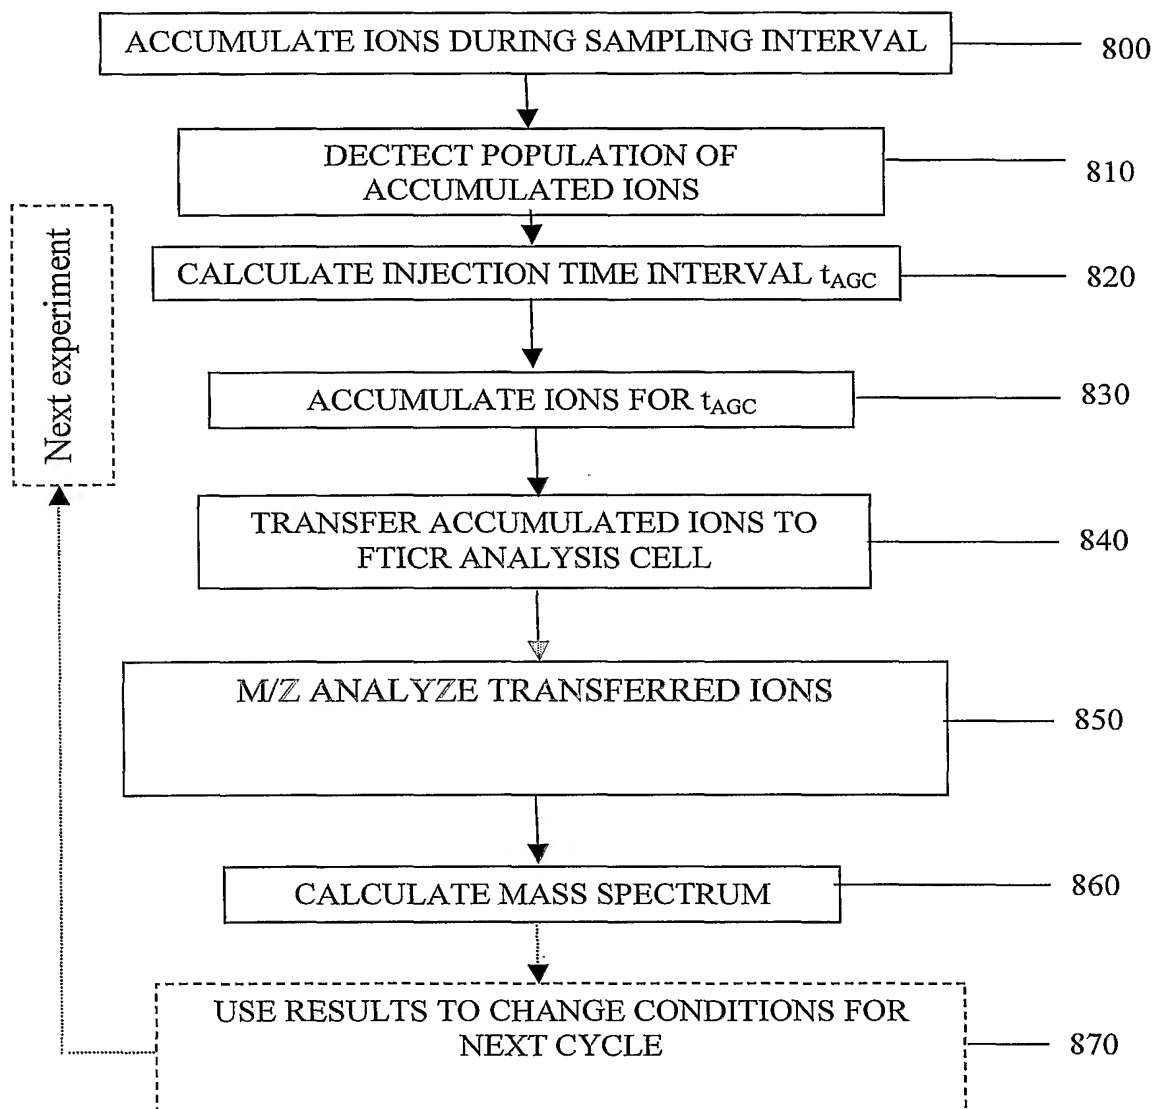 ACCUMULATE IONS DURING SAMPLING INTERVAL
800
DECTECT POPULATION OF
ACCUMULATED IONS
810
CALCULATE INJECTION TIME INTERVAL tAGC
820
ACCUMULATE IONS FOR tAGC
830
TRANSFER ACCUMULATED IONS TO
FTICR ANALYSIS CELL
840
M/Z ANALYZE TRANSFERRED IONS
850
CALCULATE MASS SPECTRUM
860
USE RESULTS TO CHANGE CONDITIONS FOR
NEXT CYCLE
870
Next experiment